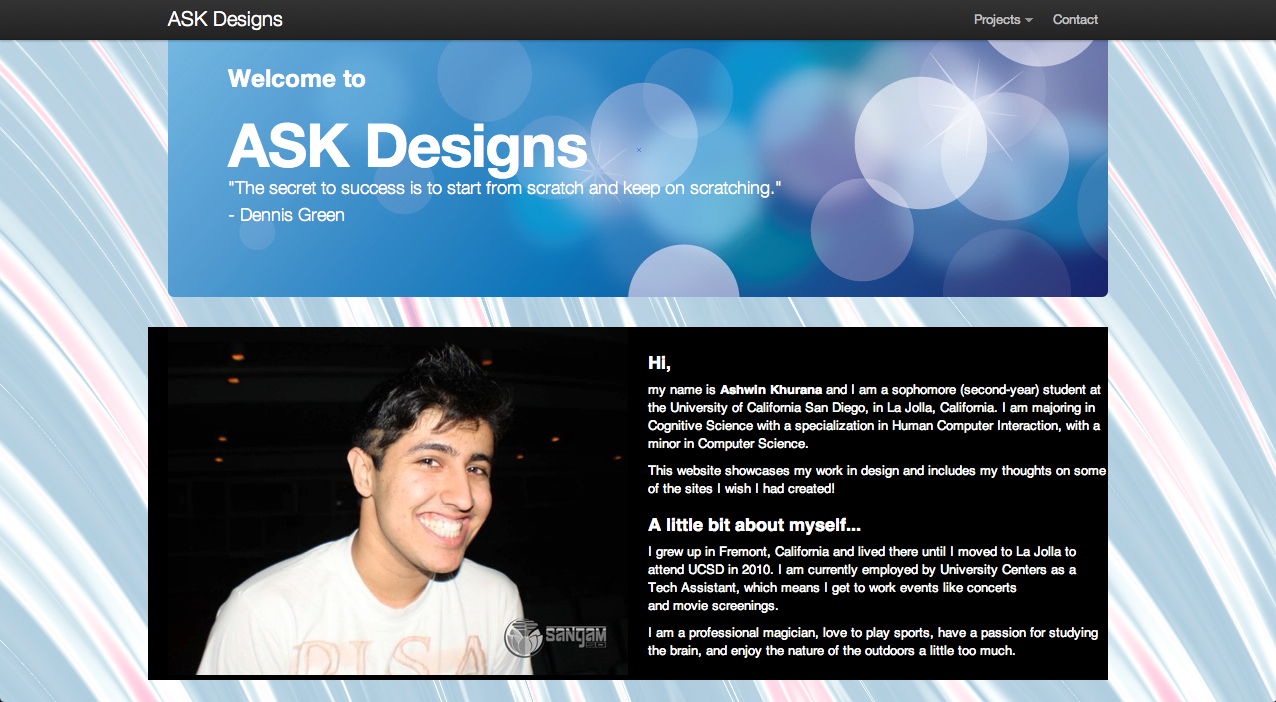 ASK Designs
Projects
Contact
Welcome to
ASK Designs
"The secret to success is to start from scratch and keep on scratching."
- Dennis Green
Hi,
my name is Ashwin Khurana and I am a sophomore (second-year) student at
the University of California San Diego, in La Jolla, California. I am majoring in
Cognitive Science with a specialization in Human Computer Interaction, with a
minor in Computer Science.
This website showcases my work in design and includes my thoughts on some
of the sites I wish I had created!
A little bit about myself...
I grew up in Fremont, California and lived there until I moved to La Jolla to
attend UCSD in 2010. I am currently employed by University Centers as a
Tech Assistant, which means I get to work events like concerts
and movie screenings.
I am a professional magician, love to play sports, have a passion for studying
the brain, and enjoy the nature of the outdoors a little too much.
SANGAM